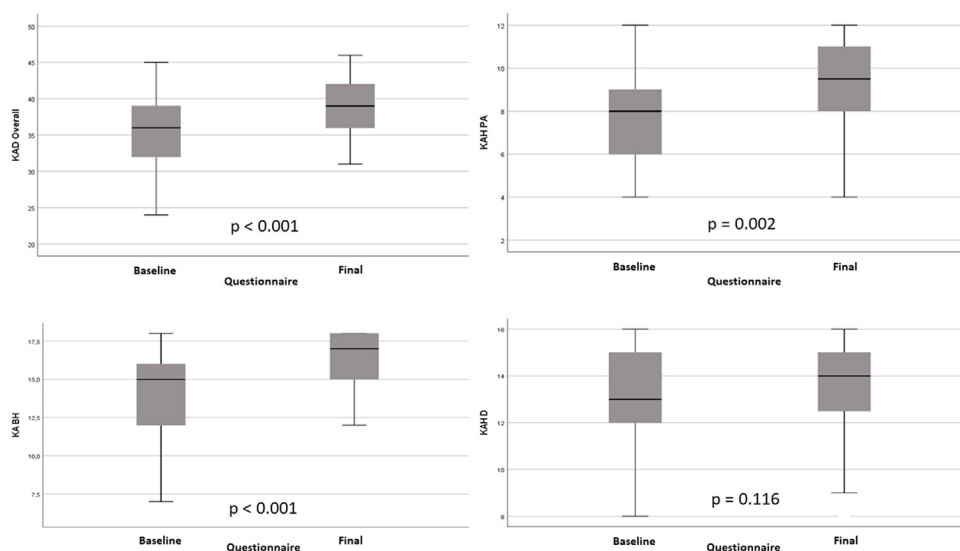 50
45
40
35
30
25
20
KAD Overall
p < 0.001
Baseline
Final
Questionnaire
12
10
8
6
4
2
KAH PA
p = 0.002
Baseline
Final
Questionnaire
17,5
15,0
12,5
10,0
7,5
KA BH
p < 0.001
Baseline
Final
Questionnaire
16
14
12
10
8
KAH D
p = 0.116
Baseline
Final
Questionnaire